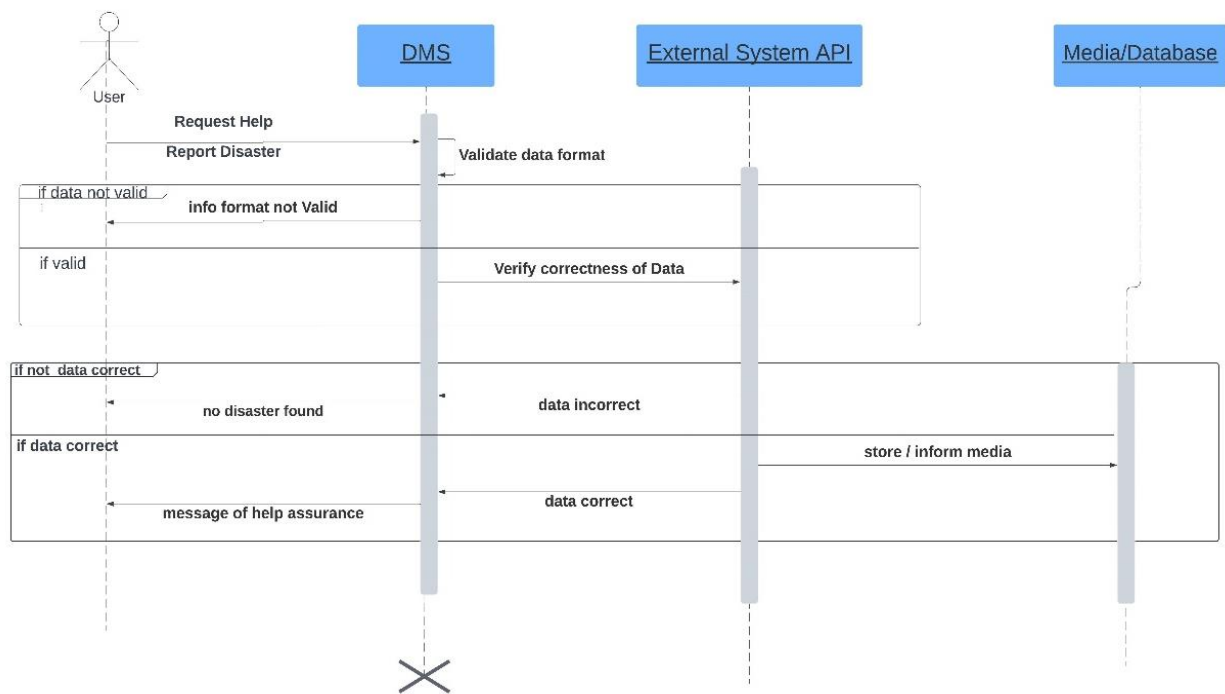 DMS
External System API
Media/Database
User
Request Help
Report Disaster
Validate data format
if data not valid
info format not Valid
if valid
Verify correctness of Data
if not data correct
no disaster found
data incorrect
if data correct
store / inform media
data correct
message of help assurance